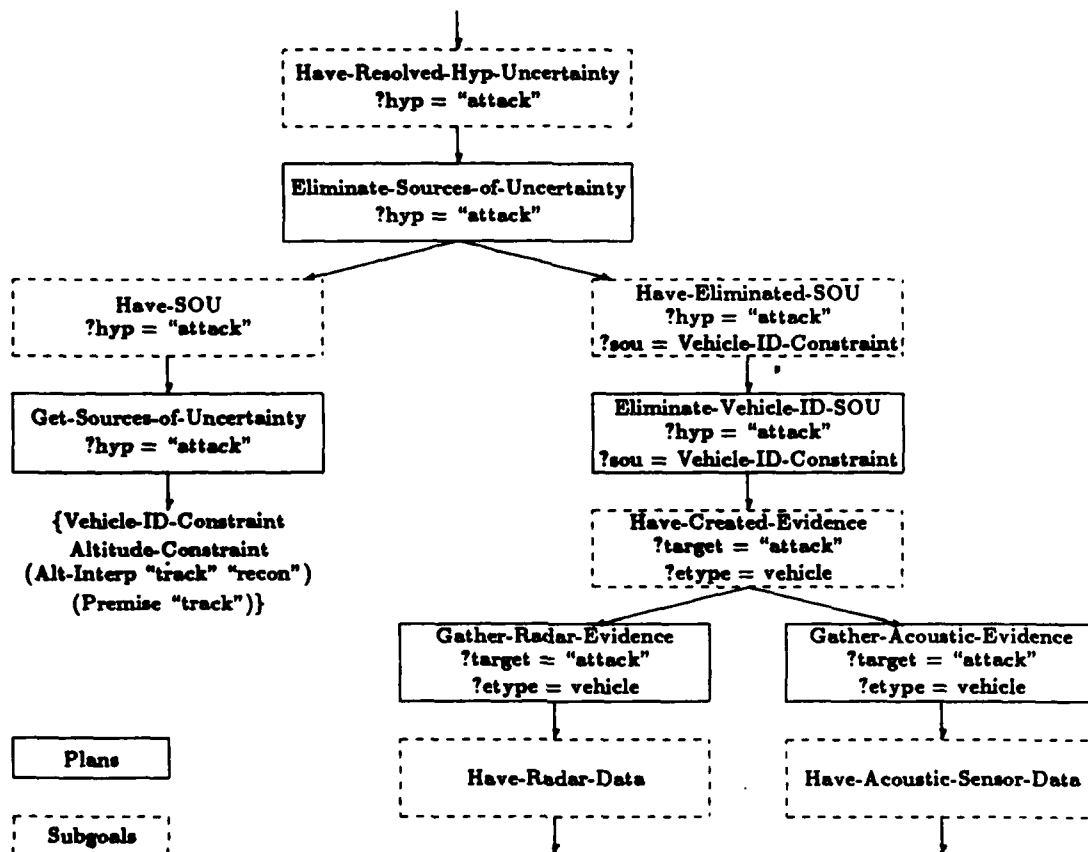 Have-Resolved-Hyp-Uncertainty
?hyp = “attack”
Eliminate-Sources-of-Uncertainty
?hyp = “attack”
Have-SOU
?hyp = “attack”
Have-Eliminated-SOU
?hyp = “attack”
?sou = Vehicle-ID-Constraint
Get-Sources-of-Uncertainty
?hyp = “attack”
Eliminate-Vehicle-ID-SOU
?hyp = “attack”
?sou = Vehicle-ID-Constraint
{Vehicle-ID-Constraint
Altitude-Constraint
(Alt-Interp “track” “recon”)
(Premise “track”)}
Have-Created-Evidence
?target = “attack”
?etype = vehicle
Gather-Radar-Evidence
?target = “attack”
?etype = vehicle
Gather-Acoustic-Evidence
?target = “attack”
?etype = vehicle
Plans
Have-Radar-Data
Have-Acoustic-Sensor-Data
Subgoals